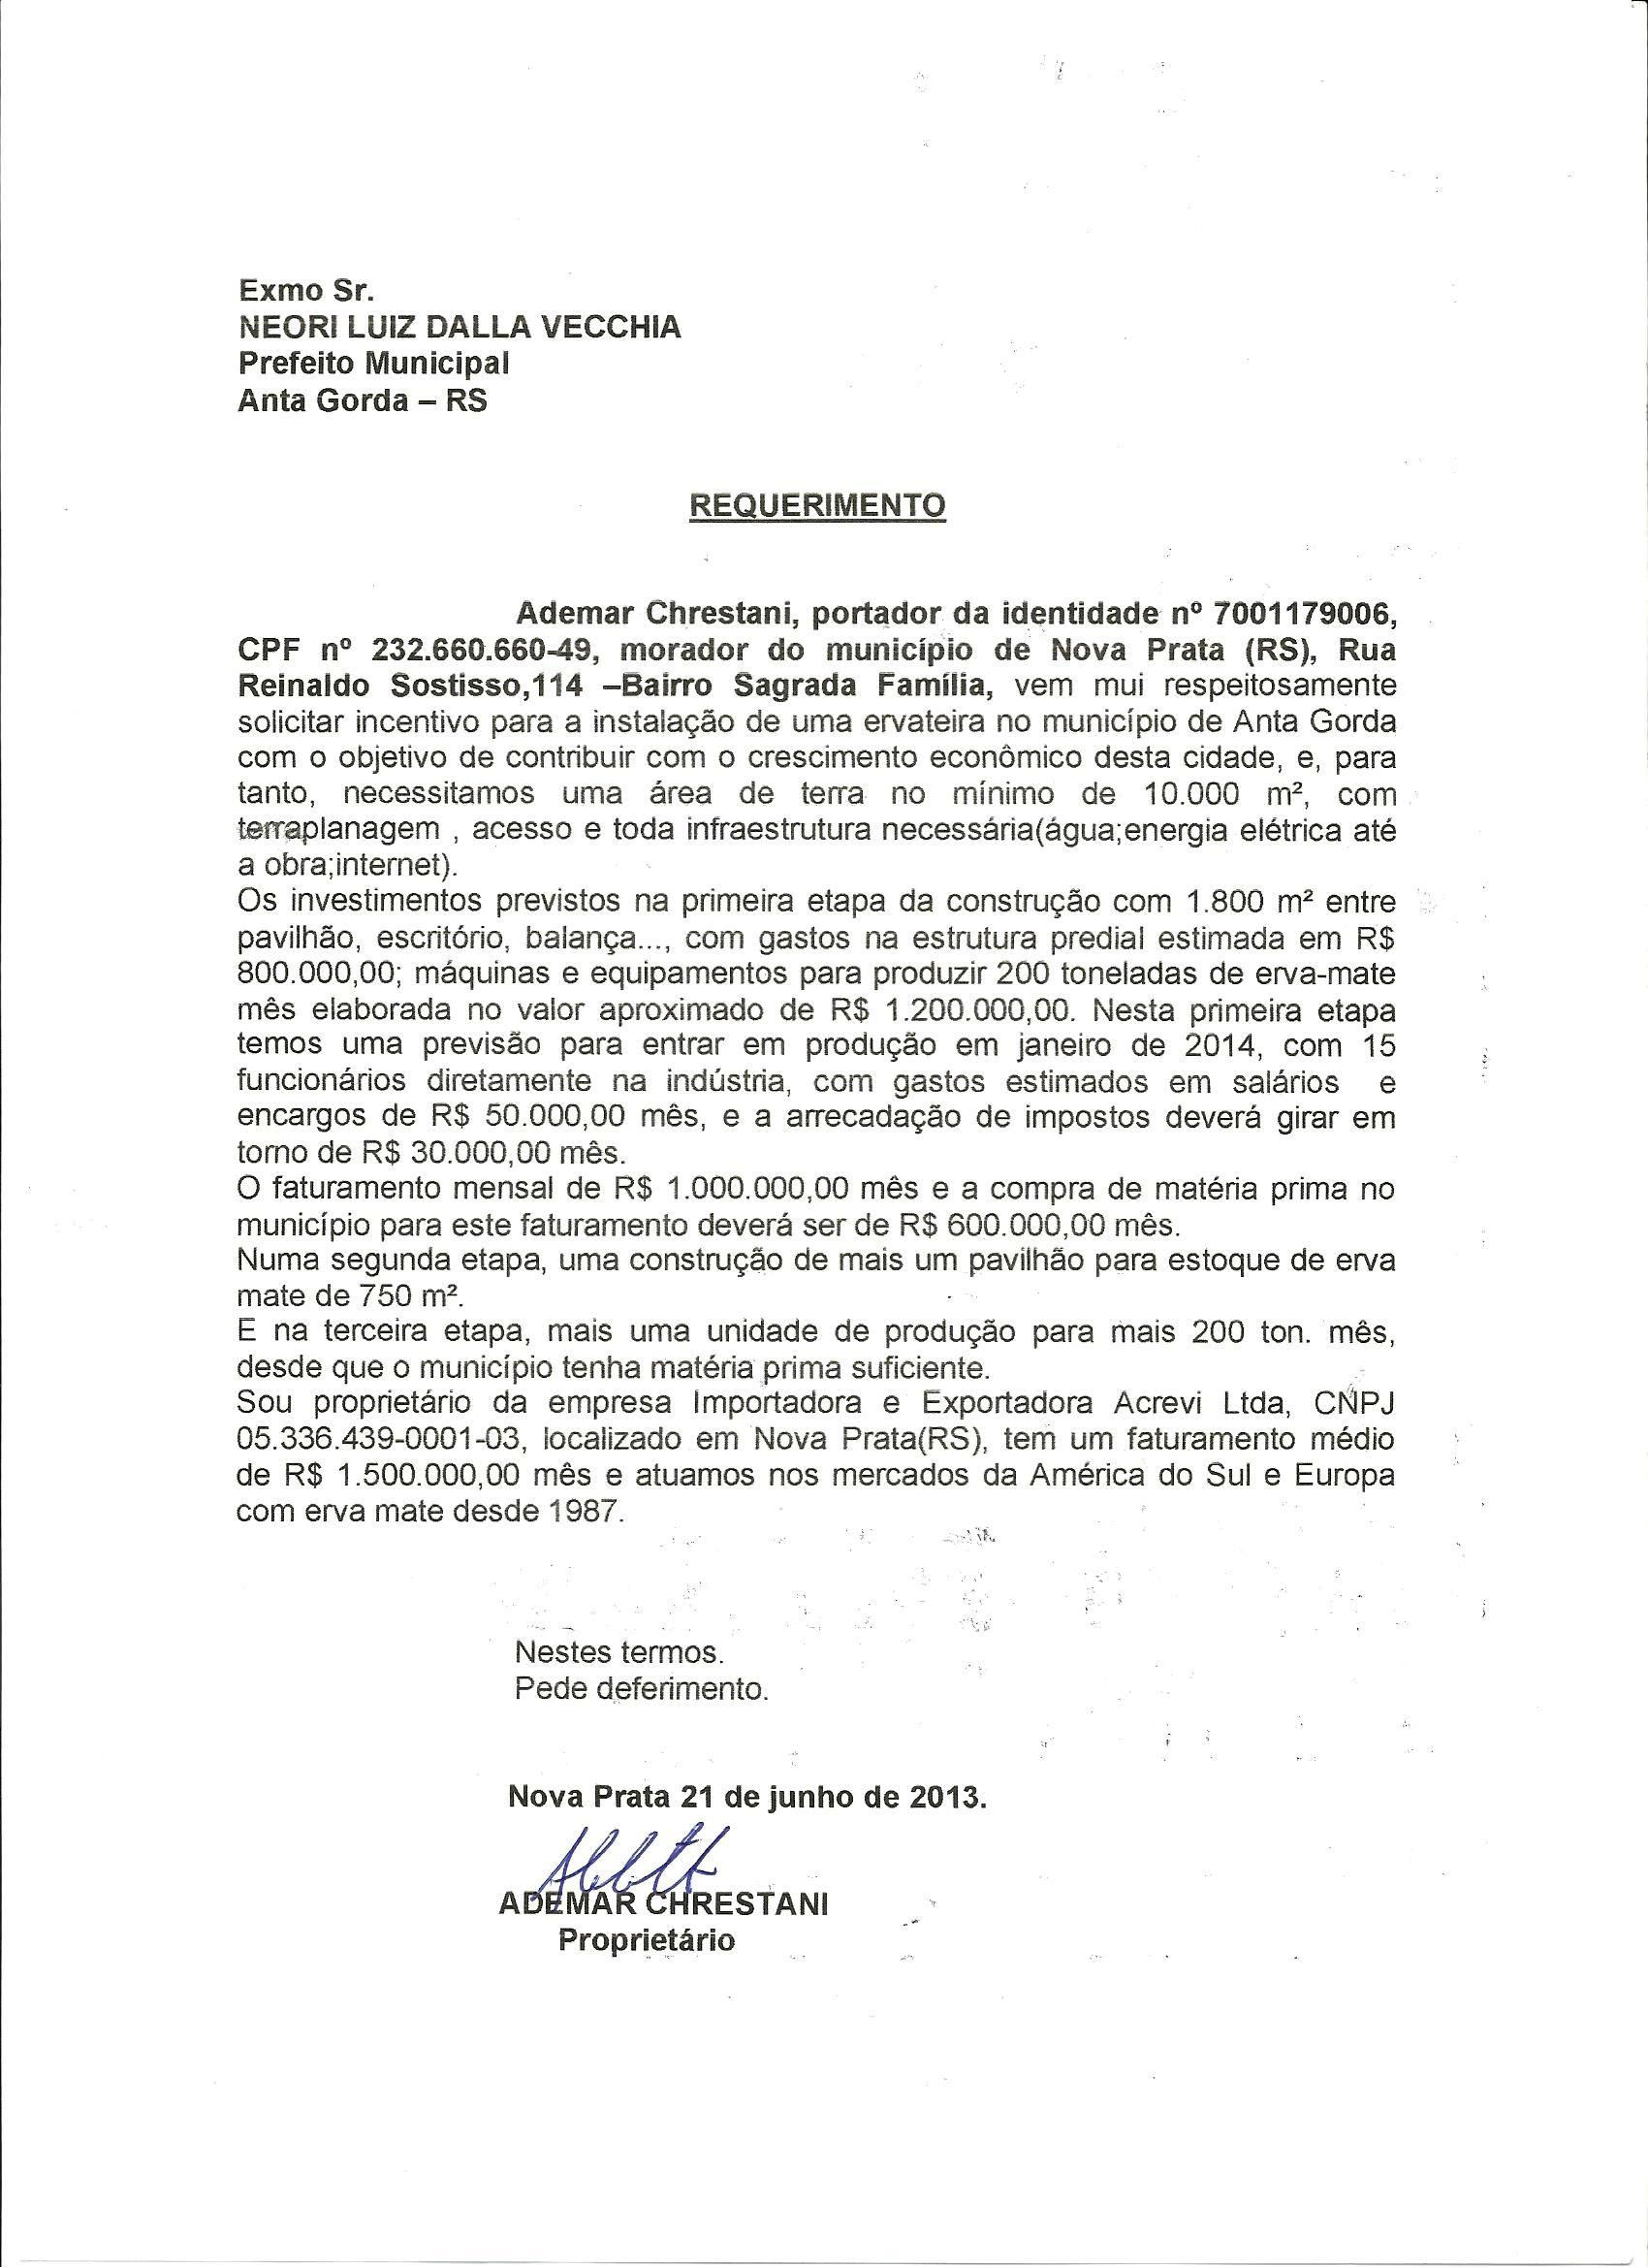 Exmo Sr.
NEORI LUIZ DALLA VECCHIA
Prefeito Municipal
Anta Gorda – RS
REQUERIMENTO
Ademar Chrestani, portador da identidade nº 7001179006,
CPF nº 232.660.660-49, morador do município de Nova Prata (RS), Rua
Reinaldo Sostisso,114 –Bairro Sagrada Família, vem mui respeitosamente
solicitar incentivo para a instalação de uma ervateira no município de Anta Gorda
com o objetivo de contribuir com o crescimento econômico desta cidade, e, para
tanto, necessitamos uma área de terra no mínimo de 10.000 m², com
terraplanagem , acesso e toda infraestrutura necessária(água;energia elétrica até
a obra;internet).
Os investimentos previstos na primeira etapa da construção com 1.800 m² entre
pavilhão, escritório, balança..., com gastos na estrutura predial estimada em R$
800.000,00; máquinas e equipamentos para produzir 200 toneladas de erva-mate
mês elaborada no valor aproximado de R$ 1.200.000,00. Nesta primeira etapa
temos uma previsão para entrar em produção em janeiro de 2014, com 15
funcionários diretamente na indústria, com gastos estimados em salários e
encargos de R$ 50.000,00 mês, e a arrecadação de impostos deverá girar em
torno de R$ 30.000,00 mês.
O faturamento mensal de R$ 1.000.000,00 mês e a compra de matéria prima no
município para este faturamento deverá ser de R$ 600.000,00 mês.
Numa segunda etapa, uma construção de mais um pavilhão para estoque de erva
mate de 750 m².
E na terceira etapa, mais uma unidade de produção para mais 200 ton. mês,
desde que o município tenha matéria prima suficiente.
Sou proprietário da empresa Importadora e Exportadora Acrevi Ltda, CNPJ
05.336.439-0001-03, localizado em Nova Prata(RS), tem um faturamento médio
de R$ 1.500.000,00 mês e atuamos nos mercados da América do Sul e Europa
com erva mate desde 1987.
Nestes termos.
Pede deferimento.
Nova Prata 21 de junho de 2013.
ADEMAR CHRESTANI
Proprietário